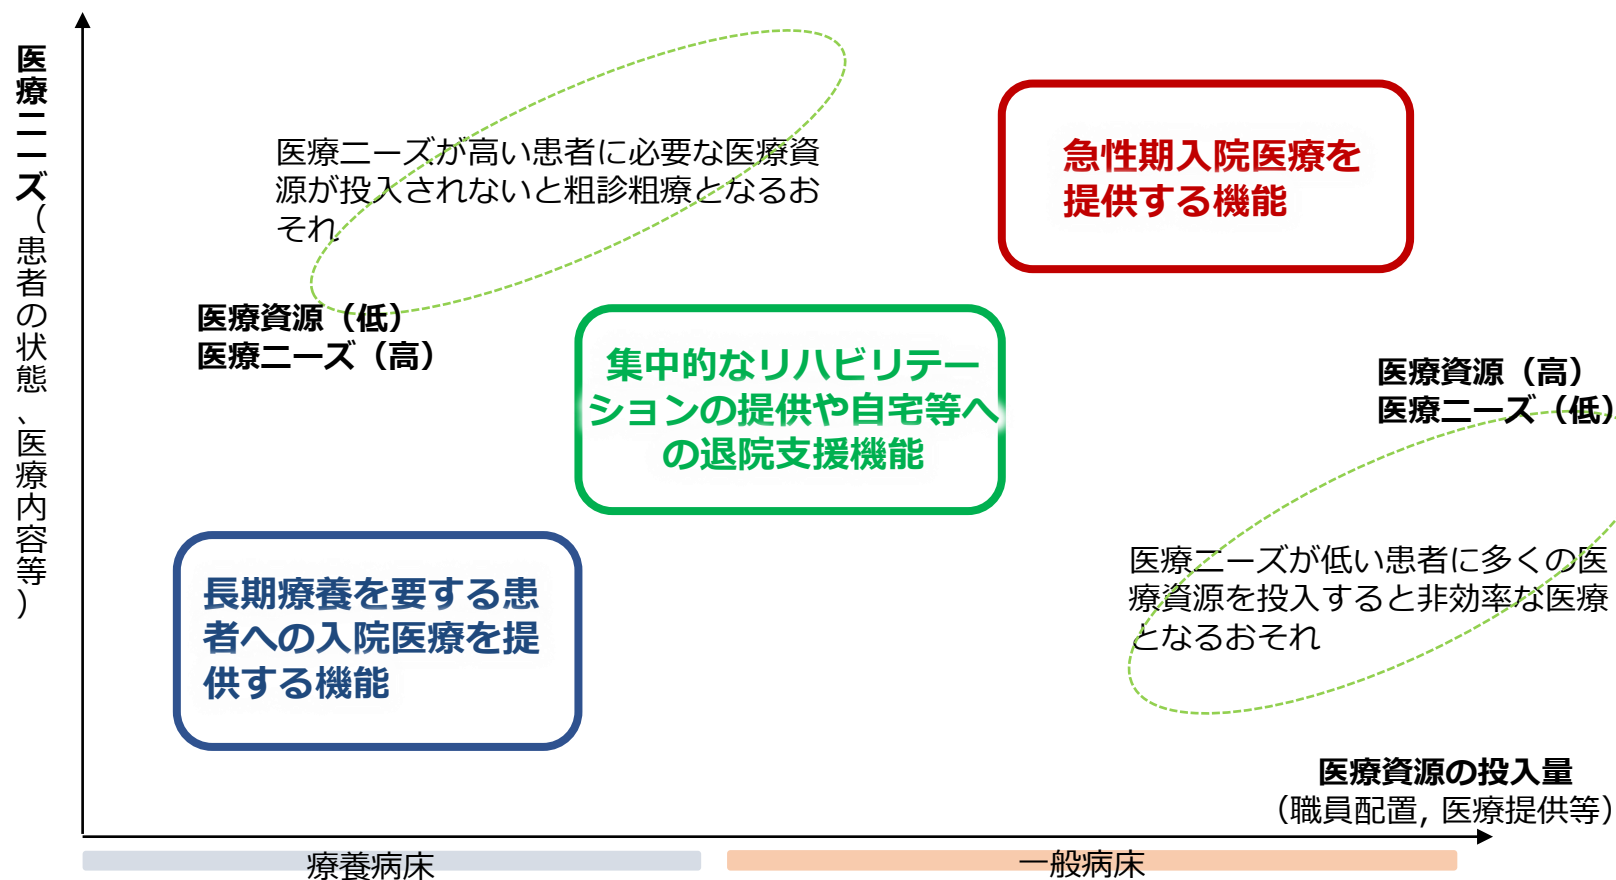 医療ニーズ（患者の状態、医療内容等）
医療ニーズが高い患者に必要な医療資
源が投入されないと粗診粗療となるお
それ
急性期入院医療を
提供する機能
医療資源（低）
医療ニーズ（高）
集中的なリハビリテー
ションの提供や自宅等へ
の退院支援機能
医療資源（高）
医療ニーズ（低）
長期療養を要する患
者への入院医療を提
供する機能
医療ニーズが低い患者に多くの医
療資源を投入すると非効率な医療
となるおそれ
医療資源の投入量
（職員配置, 医療提供等）
療養病床
一般病床